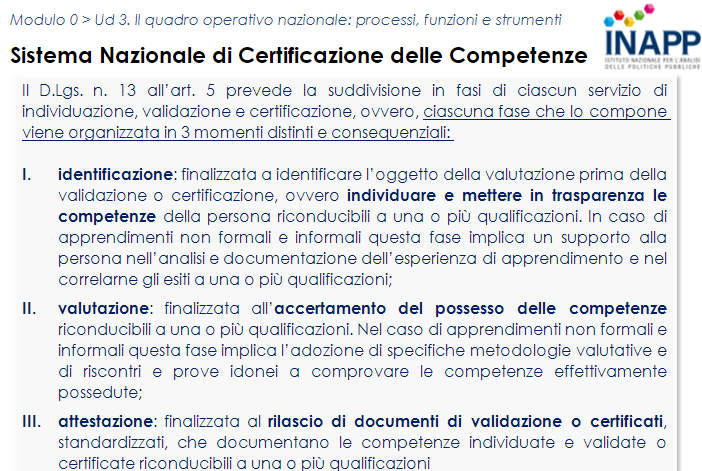 Modulo 0 > Ud 3. Il quadro operativo nazionale: processi, funzioni e strumenti
INAPP
ISTITUTO NAZIONALE PER L'ANALISI
DELLE POLITICHE PUBBLICHE
Sistema Nazionale di Certificazione delle Competenze
Il D.Lgs. n. 13 all'art. 5 prevede la suddivisione in fasi di ciascun servizio di
individuazione, validazione e certificazione, ovvero, ciascuna fase che lo compone
viene organizzata in 3 momenti distinti e consequenziali:
I. identificazione: finalizzata a identificare l'oggetto della valutazione prima della
validazione o certificazione, ovvero individuare e mettere in trasparenza le
competenze della persona riconducibili a una o più qualificazioni. In caso di
apprendimenti non formali e informali questa fase implica un supporto alla
persona nell'analisi e documentazione dell'esperienza di apprendimento e nel
correlarne gli esiti a una o più qualificazioni;
II. valutazione: finalizzata all'accertamento del possesso delle competenze
riconducibili a una o più qualificazioni. Nel caso di apprendimenti non formali e
informali questa fase implica l'adozione di specifiche metodologie valutative e
di riscontri e prove idonei a comprovare le competenze effettivamente
possedute;
III. attestazione: finalizzata al rilascio di documenti di validazione o certificati,
standardizzati, che documentano le competenze individuate e validate o
certificate riconducibili a una o più qualificazioni